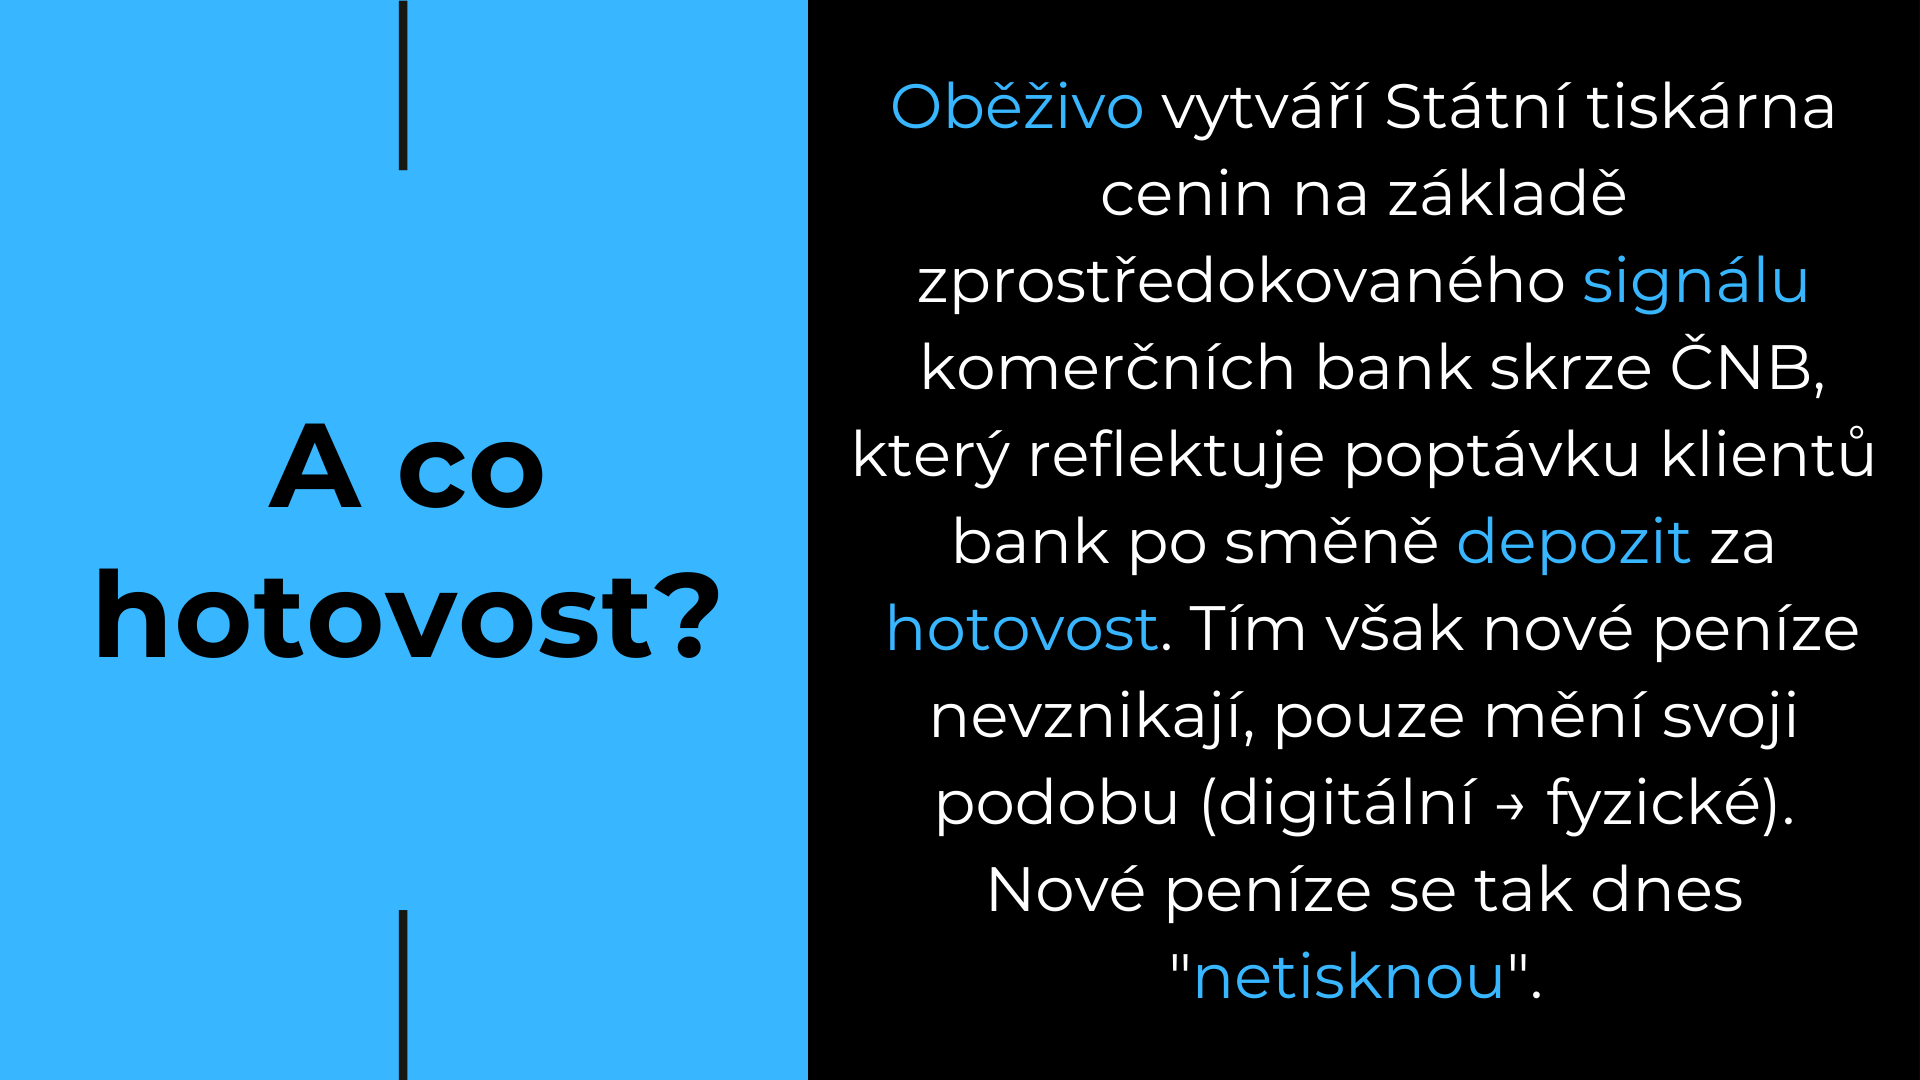 A co
hotovost?
Oběživo vytváří Státní tiskárna
cenin na základě
zprostředokovaného signálu
komerčních bank skrze ČNB,
který reflektuje poptávku klientů
bank po směně depozit za
hotovost. Tím však nové peníze
nevznikají, pouze mění svoji
podobu (digitální → fyzické).
Nové peníze se tak dnes
"netisknou".